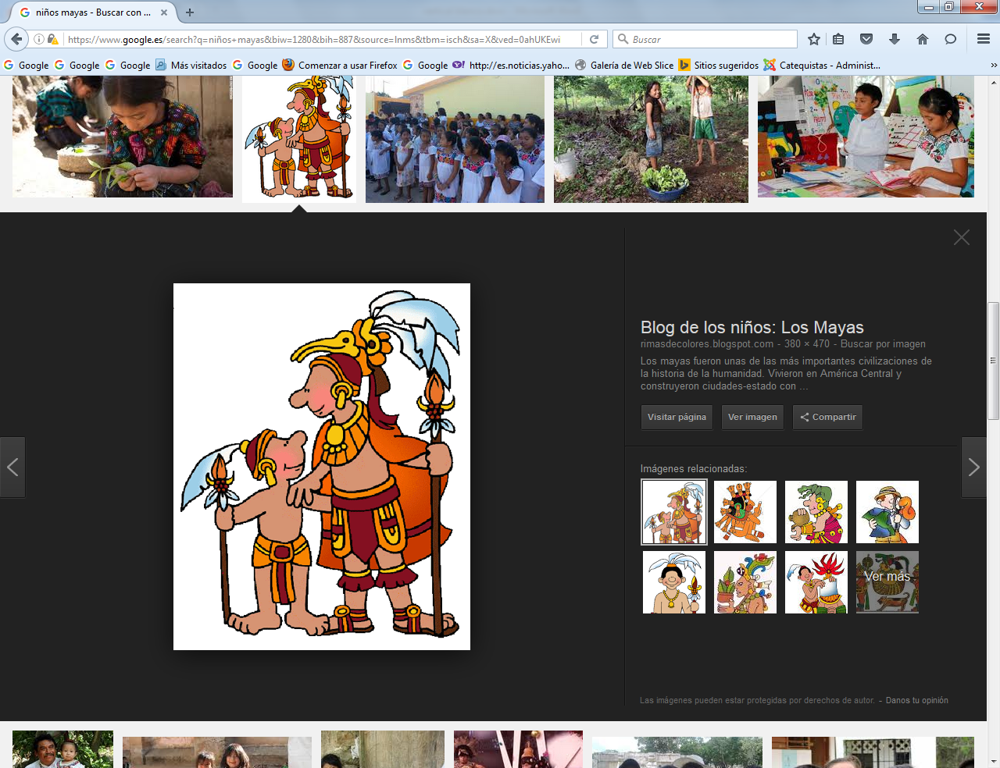 niños mayas - Buscar con ...
https://www.google.es/search?q=niños+mayas&biw=1280&bih=887&source=lnms&tbm=isch&sa=X&ved=0ahUKEwi
Buscar
Google
Google
Google
Más visitados
Google
Comenzar a usar Firefox
Google
http://es.noticias.yaho...
Galería de Web Slice
Sitios sugeridos
Catequistas - Administ...
Blog de los niños: Los Mayas
rimasdecolores.blogspot.com - 380 × 470 - Buscar por imagen
Los mayas fueron unas de las más importantes civilizaciones de
la historia de la humanidad. Vivieron en América Central y
construyeron ciudades-estado con ...
Visitar página
Ver imagen
Compartir
Imágenes relacionadas:
Ver más
Las imágenes pueden estar protegidas por derechos de autor. - Danos tu opinión